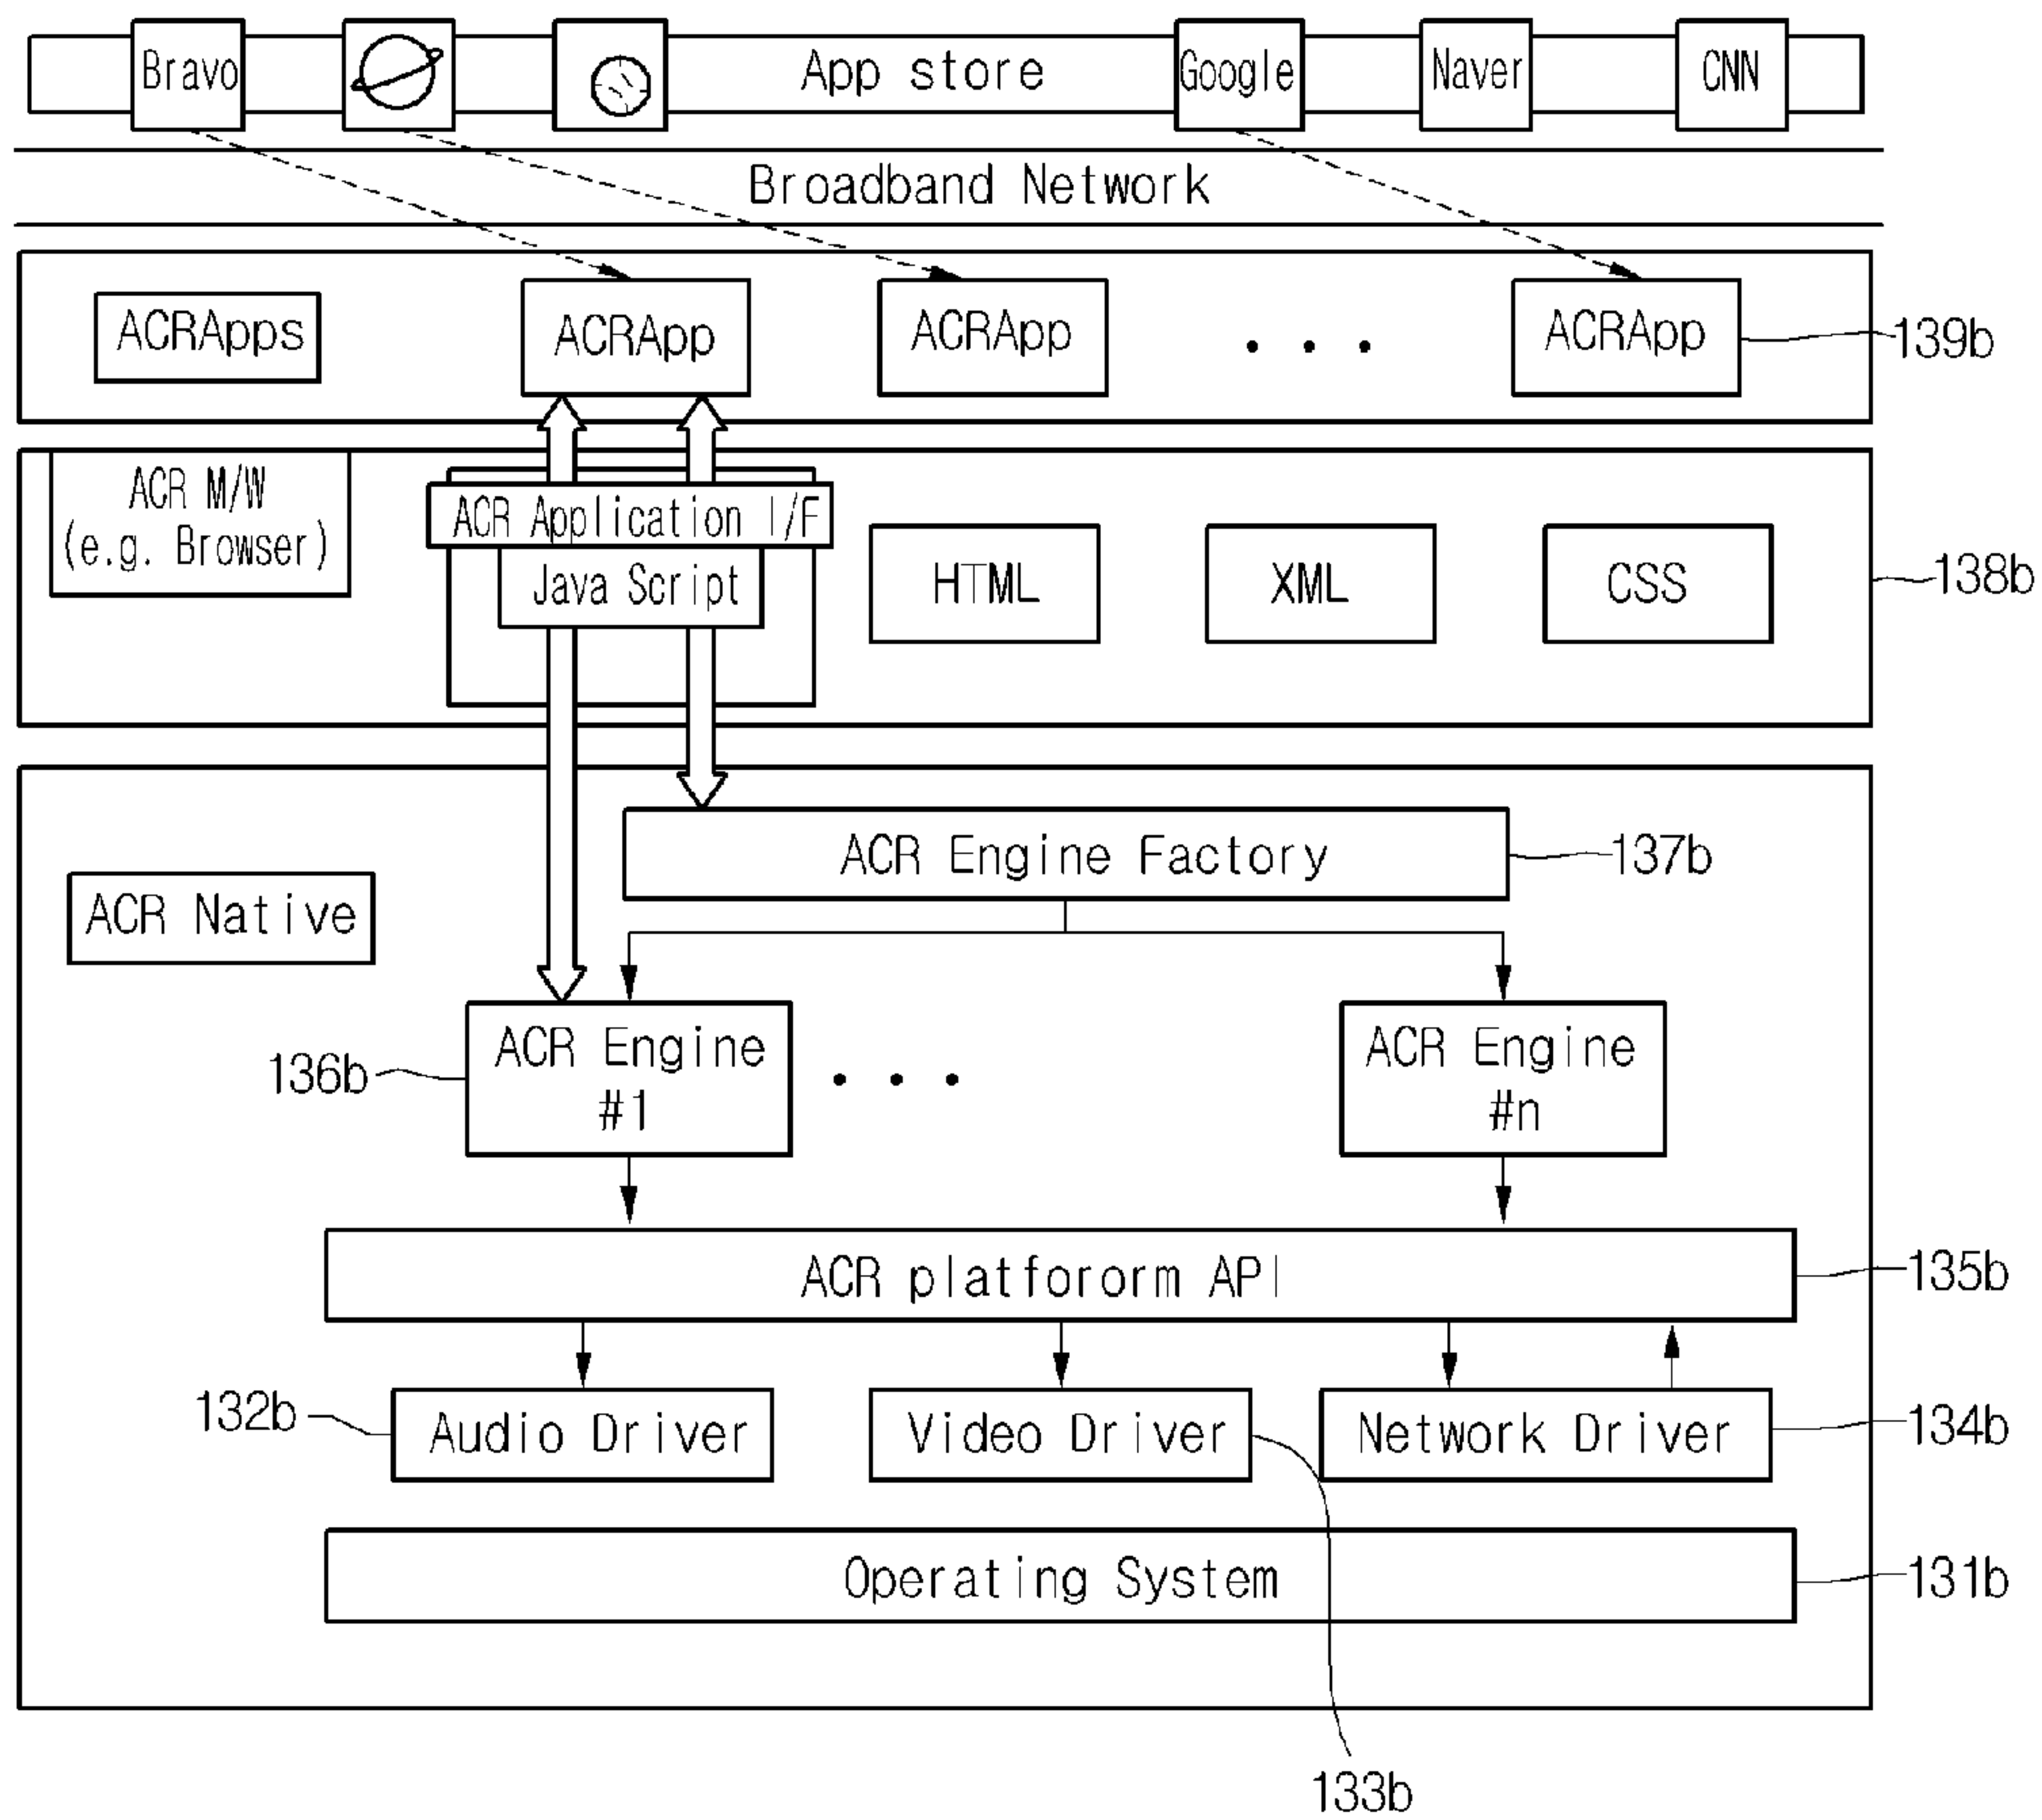 Bravo
App store
Google
Naver
CNN
Broadband Network
ACRApps
ACRApp
ACRApp
ACRApp
139b
ACR M/W
(e.g. Browser)
ACR Application I/F
Java Script
HTML
XML
CSS
138b
ACR Engine Factory
137b
ACR Native
ACR Engine
#1
136b
ACR Engine
#n
ACR platfororm API
135b
132b
Audio Driver
Video Driver
Network Driver
134b
Operating System
131b
133b